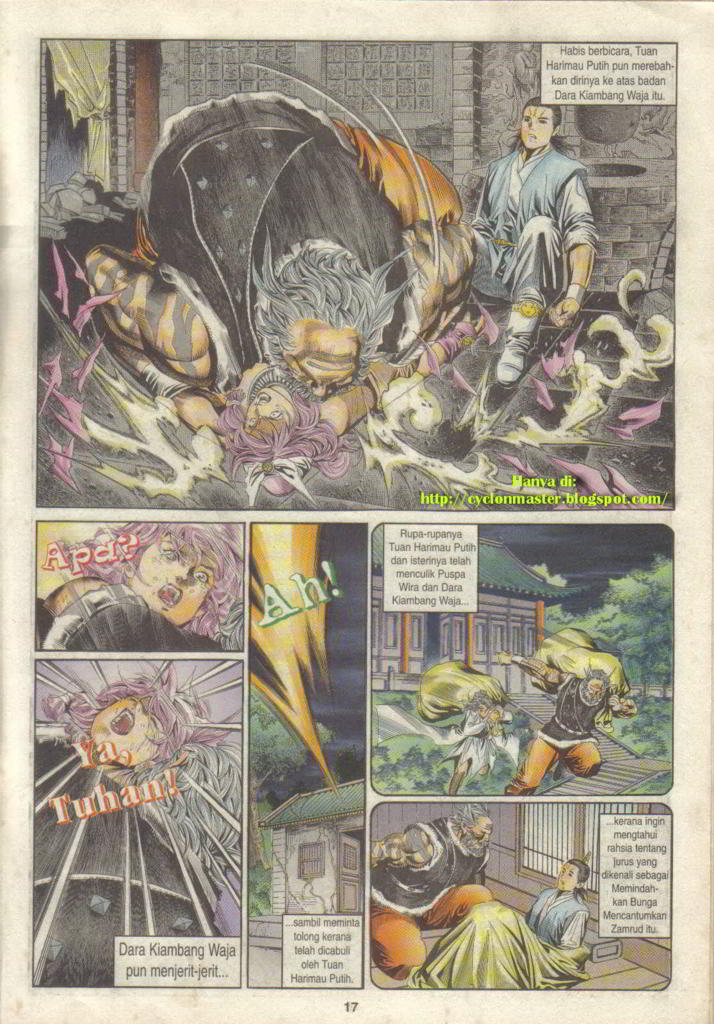 Habis berbicara, Tuan
Harimau Putih pun merebah-
kan dirinya ke atas badan
Dara Kiambang Waja itu.
Hanya di:
http://cyclonmaster.blogspot.com/
Apa?
Ya,
Tuhan!
Dara Kiambang Waja
pun menjerit-jerit...
Ah!
...sambil meminta
tolong kerana
telah dicabuli
oleh Tuan
Harimau Putih.
Rupa-rupanya
Tuan Harimau Putih
dan isterinya telah
menculik Puspa
Wira dan Dara
Kiambang Waja...
...kerana ingin
mengtahui
rahsia tentang
jurus yang
dikenali sebagai
Memindah-
kan Bunga
Mencantumkan
Zamrud itu.
17